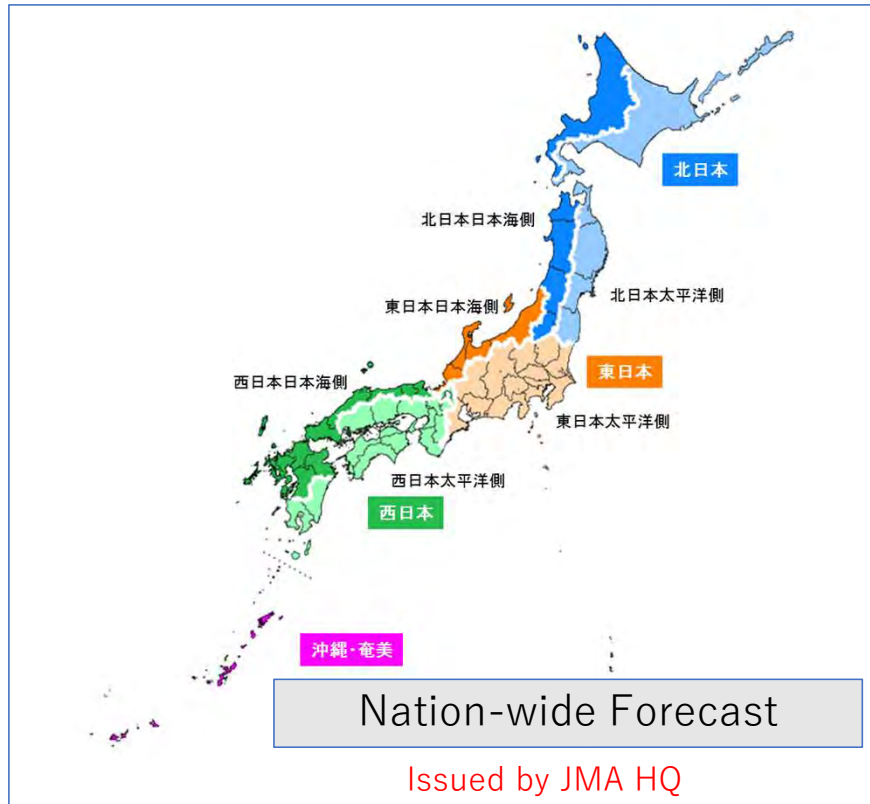 北日本
北日本日本海側
北日本太平洋側
東日本日本海側
東日本
西日本日本海側
東日本太平洋側
西日本太平洋側
西日本
沖縄・奄美
Nation-wide Forecast
Issued by JMA HQ